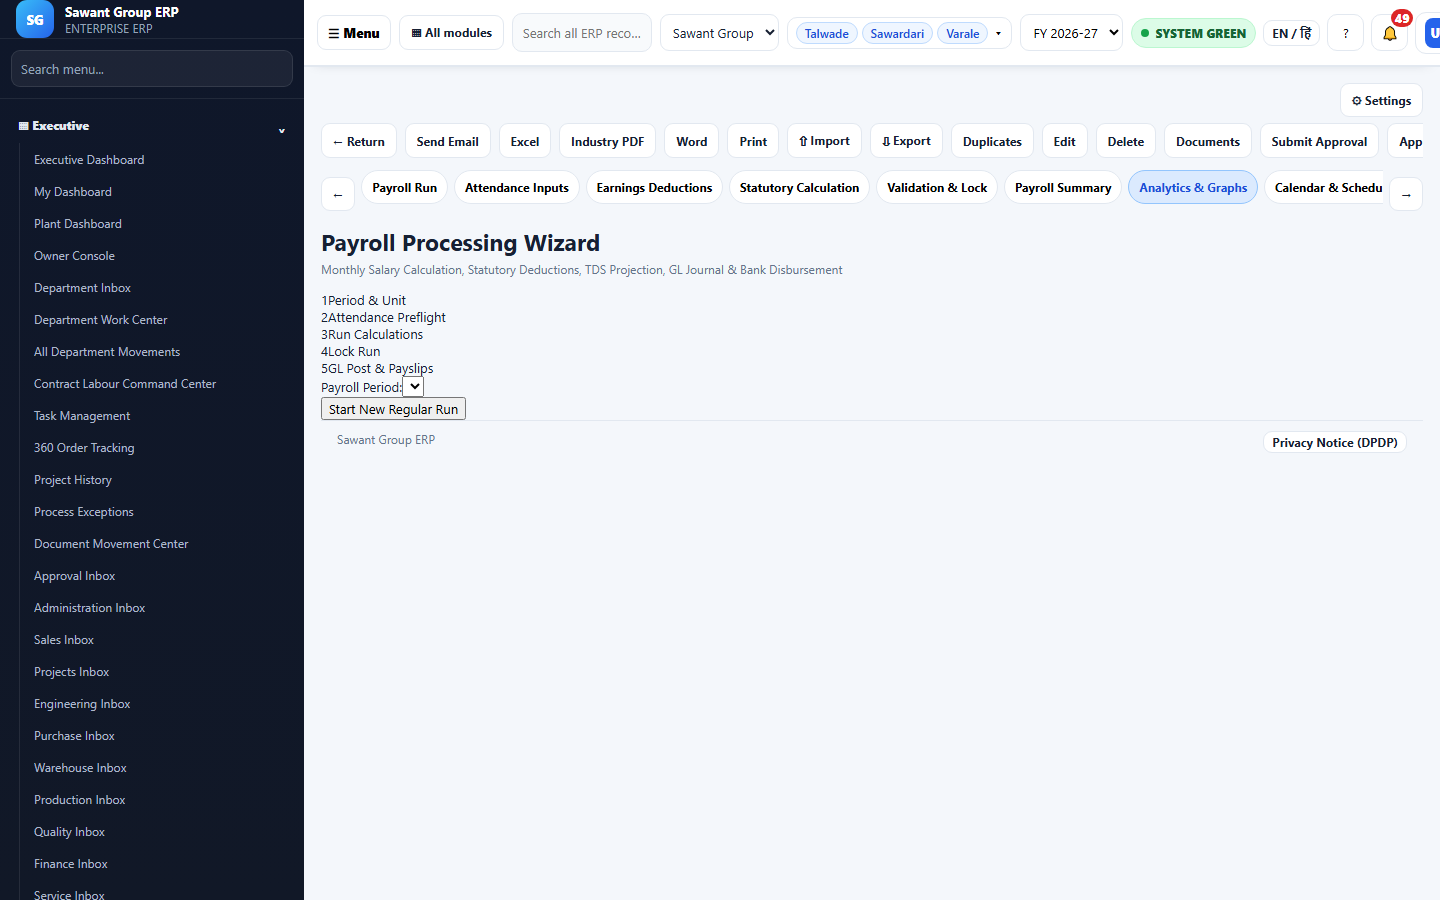 SG
Sawant Group ERP
ENTERPRISE ERP
☰ Menu
All modules
Search all ERP reco...
Sawant Group
Talwade
Sawardari
Varale
FY 2026-27
SYSTEM GREEN
EN / हिं
?
49
Search menu...
⚙ Settings
Executive
← Return
Send Email
Excel
Industry PDF
Word
Print
⇧ Import
⇩ Export
Duplicates
Edit
Delete
Documents
Submit Approval
App
←
Payroll Run
Attendance Inputs
Earnings Deductions
Statutory Calculation
Validation & Lock
Payroll Summary
Analytics & Graphs
Calendar & Schedu
→
Payroll Processing Wizard
Monthly Salary Calculation, Statutory Deductions, TDS Projection, GL Journal & Bank Disbursement
1Period & Unit
2Attendance Preflight
3Run Calculations
4Lock Run
5GL Post & Payslips
Payroll Period:
Start New Regular Run
Sawant Group ERP
Privacy Notice (DPDP)
Executive Dashboard
My Dashboard
Plant Dashboard
Owner Console
Department Inbox
Department Work Center
All Department Movements
Contract Labour Command Center
Task Management
360 Order Tracking
Project History
Process Exceptions
Document Movement Center
Approval Inbox
Administration Inbox
Sales Inbox
Projects Inbox
Engineering Inbox
Purchase Inbox
Warehouse Inbox
Production Inbox
Quality Inbox
Finance Inbox
Service Inbox